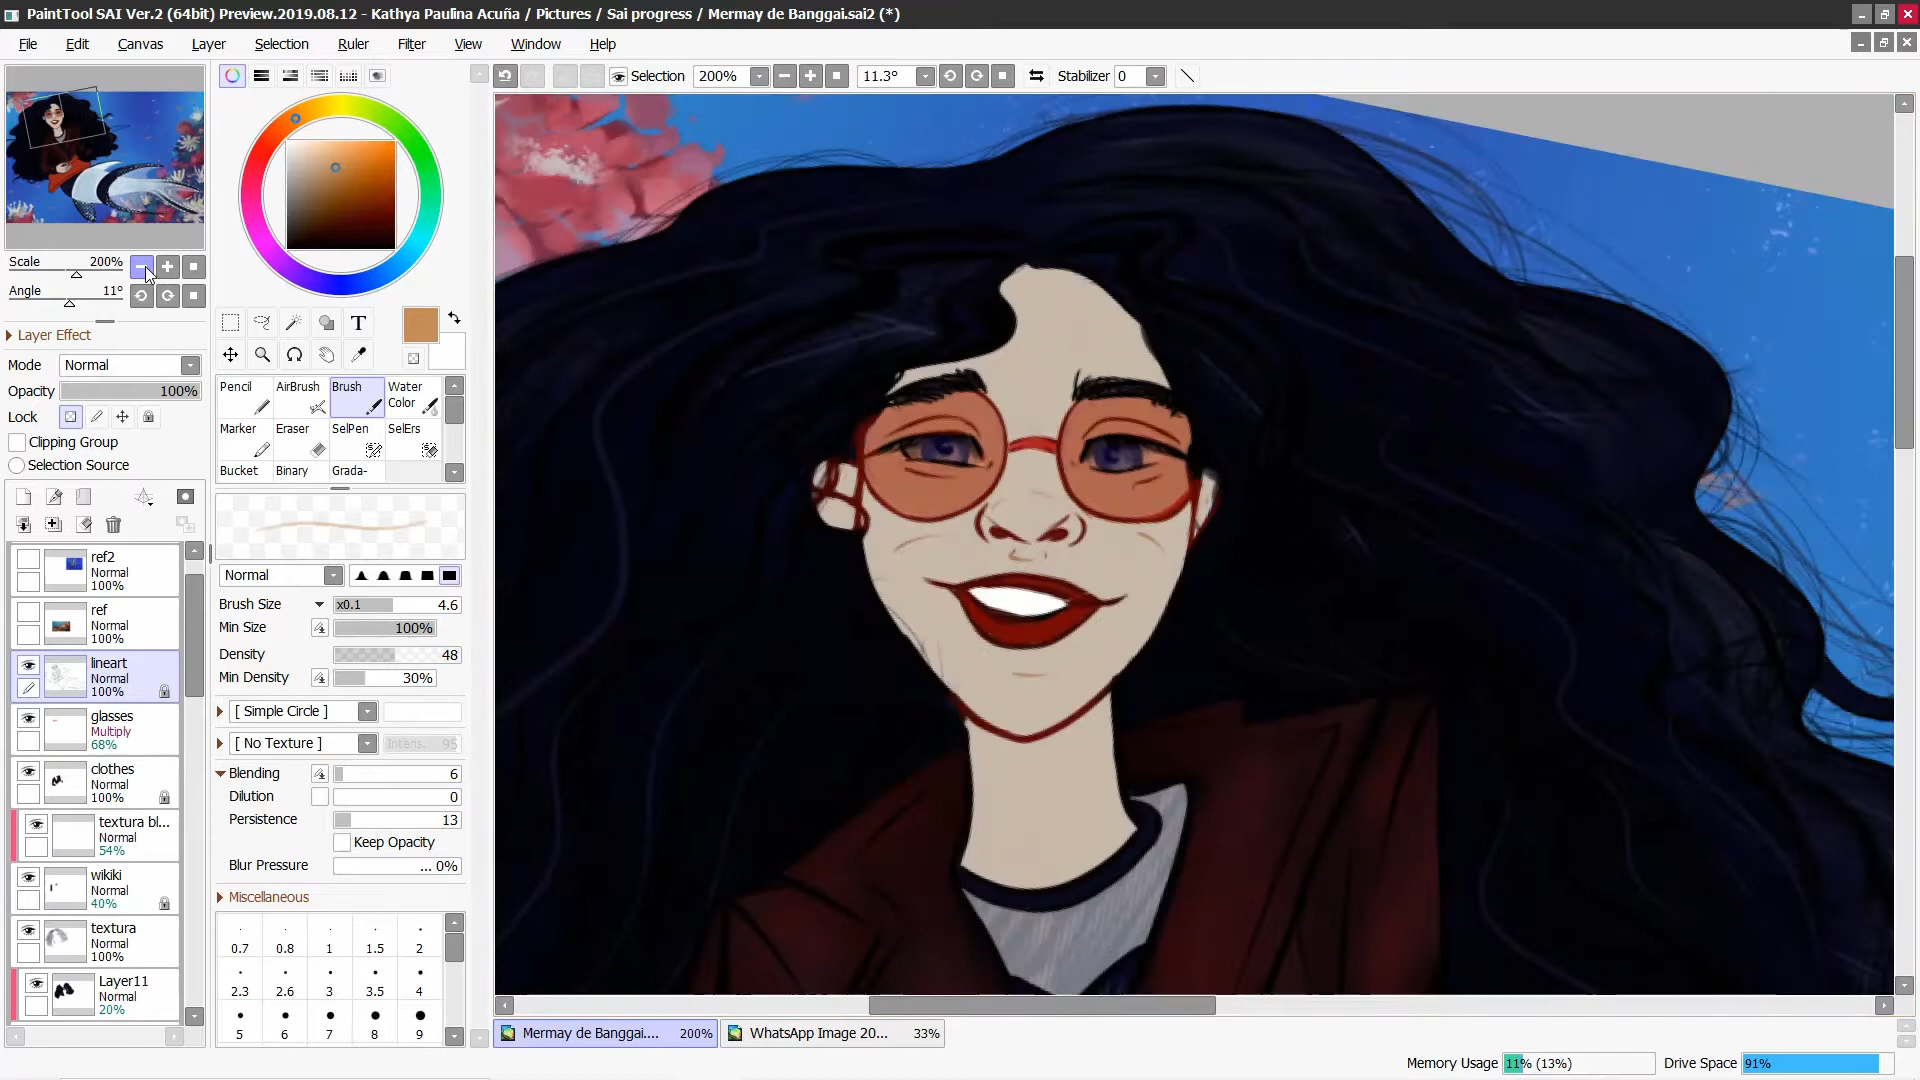 PaintTool SAI Ver.2 (64bit) Preview.2019.08.12 - Kathya Paulina Acuña / Pictures / Sai progress / Mermay de Banggai.sai2 (*)
File Edit Canvas Layer Selection Ruler Filter View Window Help
Selection 200% 11.3° Stabilizer 0
Scale 200%
Angle 11°
Layer Effect
Mode Normal
Opacity 100%
Lock
Clipping Group
Selection Source
ref2
Normal
100%
ref
Normal
100%
lineart
Normal
100%
glasses
Multiply
68%
clothes
Normal
100%
textura bl...
Normal
54%
wikiki
Normal
40%
textura
Normal
100%
Layer11
Normal
20%
T
Pencil AirBrush Brush Water Color
Marker Eraser SelPen SelErs
Bucket Binary Grada-
Normal
Brush Size x0.1 4.6
Min Size 100%
Density 48
Min Density 30%
[ Simple Circle ]
[ No Texture ] Intens. 95
Blending 6
Dilution 0
Persistence 13
Keep Opacity
Blur Pressure ... 0%
Miscellaneous
0.7 0.8 1 1.5 2
2.3 2.6 3 3.5 4
5 6 7 8 9
Mermay de Banggai.... 200% WhatsApp Image 20... 33%
Memory Usage 11% (13%) Drive Space 91%